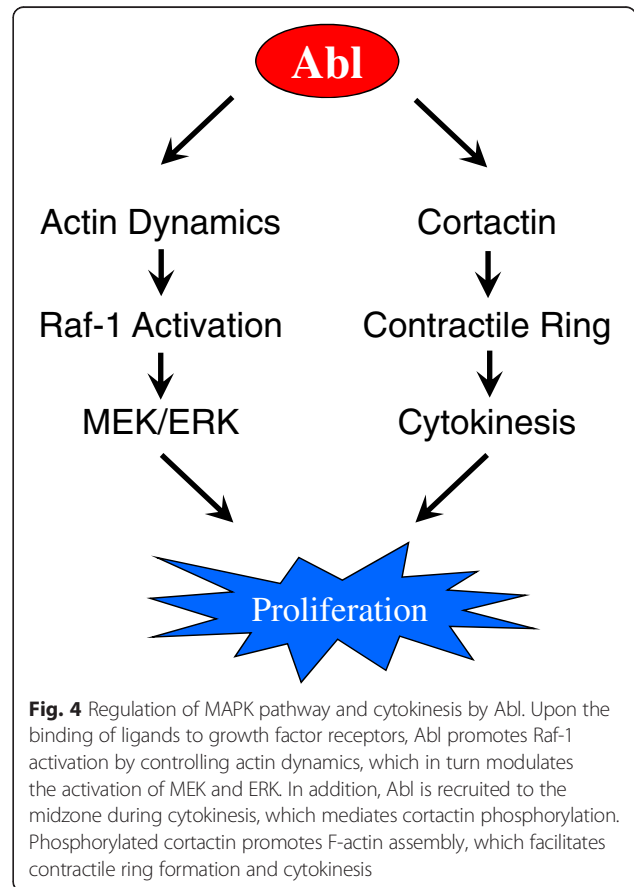 Abl
Actin Dynamics Cortactin
Raf-1 Activation Contractile Ring
MEK/ERK Cytokinesis
Proliferation
Fig. 4 Regulation of MAPK pathway and cytokinesis by Abl. Upon the
binding of ligands to growth factor receptors, Abl promotes Raf-1
activation by controlling actin dynamics, which in turn modulates
the activation of MEK and ERK. In addition, Abl is recruited to the
midzone during cytokinesis, which mediates cortactin phosphorylation.
Phosphorylated cortactin promotes F-actin assembly, which facilitates
contractile ring formation and cytokinesis